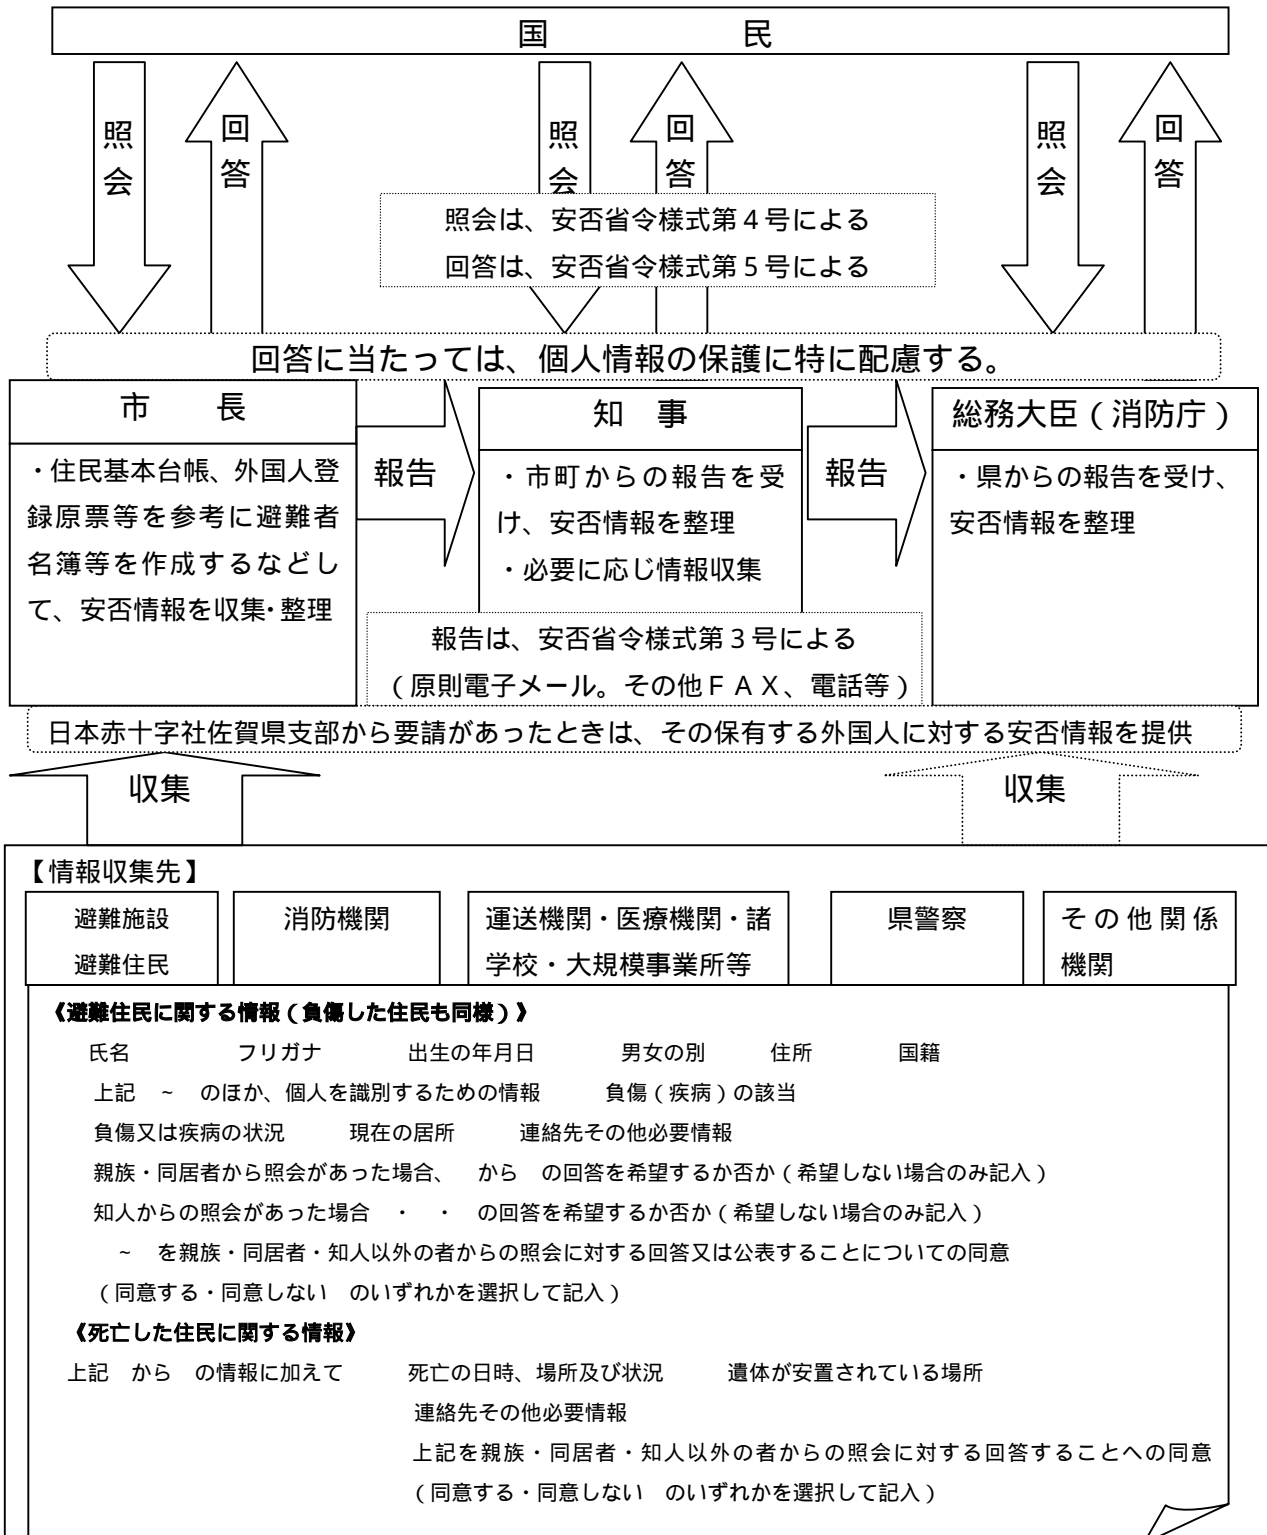 国 民
照会
回答
照会
回答
照会
回答
照会は、安否省令様式第4号による
回答は、安否省令様式第5号による
回答に当たっては、個人情報の保護に特に配慮する。
市 長
・住民基本台帳、外国人登
録原票等を参考に避難者
名簿等を作成するなどし
て、安否情報を収集・整理
報告
知 事
・市町からの報告を受
け、安否情報を整理
・必要に応じ情報収集
報告
総務大臣(消防庁)
・県からの報告を受け、
安否情報を整理
報告は、安否省令様式第3号による
(原則電子メール。その他FAX、電話等)
日本赤十字社佐賀県支部から要請があったときは、その保有する外国人に対する安否情報を提供
収集
収集
【情報収集先】
避難施設
避難住民
消防機関
運送機関・医療機関・諸
学校・大規模事業所等
県警察
その他関係
機関
《避難住民に関する情報(負傷した住民も同様)》
氏名 フリガナ 出生の年月日 男女の別 住所 国籍
上記 ~ のほか、個人を識別するための情報 負傷(疾病)の該当
負傷又は疾病の状況 現在の居所 連絡先その他必要情報
親族・同居者から照会があった場合、 から の回答を希望するか否か(希望しない場合のみ記入)
知人からの照会があった場合 ・ ・ の回答を希望するか否か(希望しない場合のみ記入)
~ を親族・同居者・知人以外の者からの照会に対する回答又は公表することについての同意
(同意する・同意しない のいずれかを選択して記入)
《死亡した住民に関する情報》
上記 から の情報に加えて 死亡の日時、場所及び状況 遺体が安置されている場所
連絡先その他必要情報
上記を親族・同居者・知人以外の者からの照会に対する回答することへの同意
(同意する・同意しない のいずれかを選択して記入)